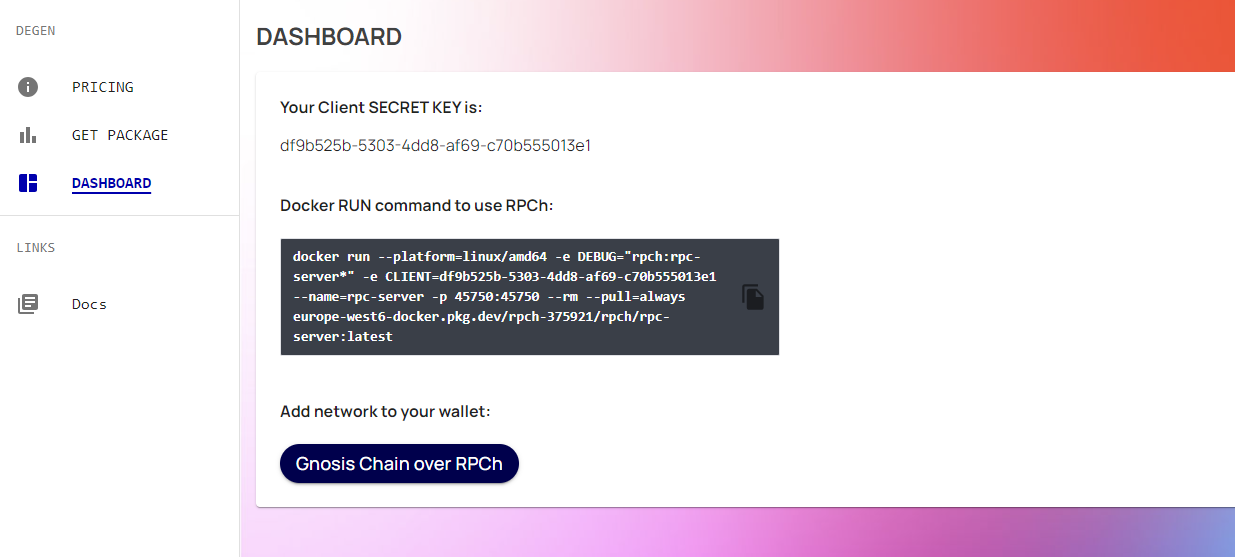 DEGEN
PRICING
GET PACKAGE
DASHBOARD
LINKS
Docs
DASHBOARD
Your Client SECRET KEY is:
df9b525b-5303-4dd8-af69-c70b555013e1
Docker RUN command to use RPCh:
docker run --platform=linux/amd64 -e DEBUG="rpch:rpc-
server*" -e CLIENT=df9b525b-5303-4dd8-af69-c70b555013e1
--name=rpc-server -p 45750:45750 --rm --pull=always
europe-west6-docker.pkg.dev/rpch-375921/rpch/rpc-
server:latest
Add network to your wallet:
Gnosis Chain over RPCh